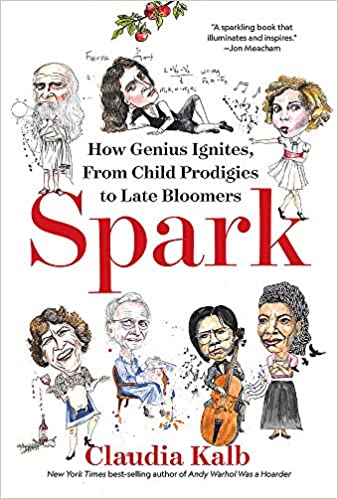 "A sparkling book that
illuminates and inspires."
—Jon Meacham
How Genius Ignites,
From Child Prodigies
to Late Bloomers
Spark
Claudia Kalb
New York Times best-selling author of Andy Warhol Was a Hoarder